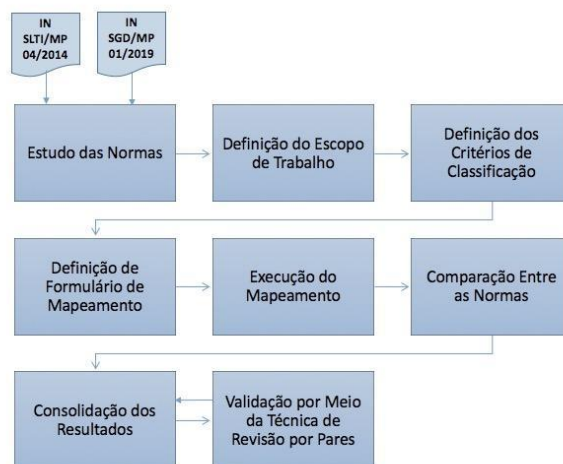 IN
SLTI/MP
04/2014
IN
SGD/MP
01/2019
Estudo das Normas
Definição do Escopo
de Trabalho
Definição dos
Critérios de
Classificação
Definição de
Formulário de
Mapeamento
Execução do
Mapeamento
Comparação Entre
as Normas
Consolidação dos
Resultados
Validação por Meio
da Técnica de
Revisão por Pares